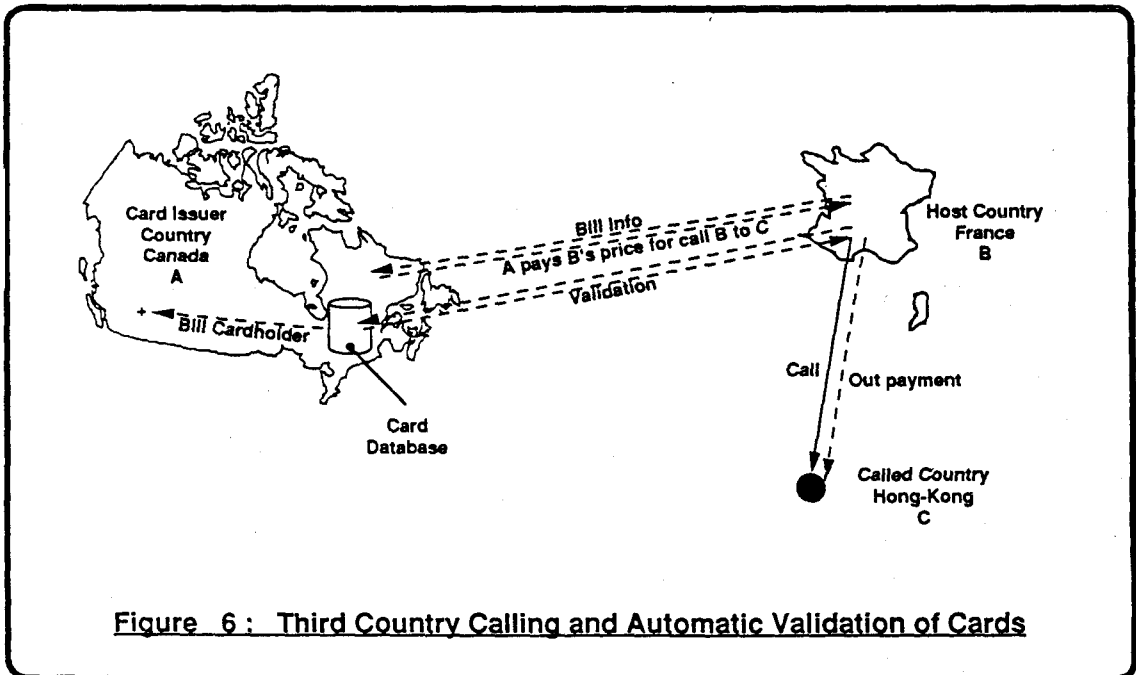 Card Issuer
Country
Canada
A
Bill Cardholder
Card
Database
Bill Info
A pays B's price for call B to C
Validation
Host Country
France
B
Call
Out payment
Called Country
Hong-Kong
C
Figure 6 : Third Country Calling and Automatic Validation of Cards